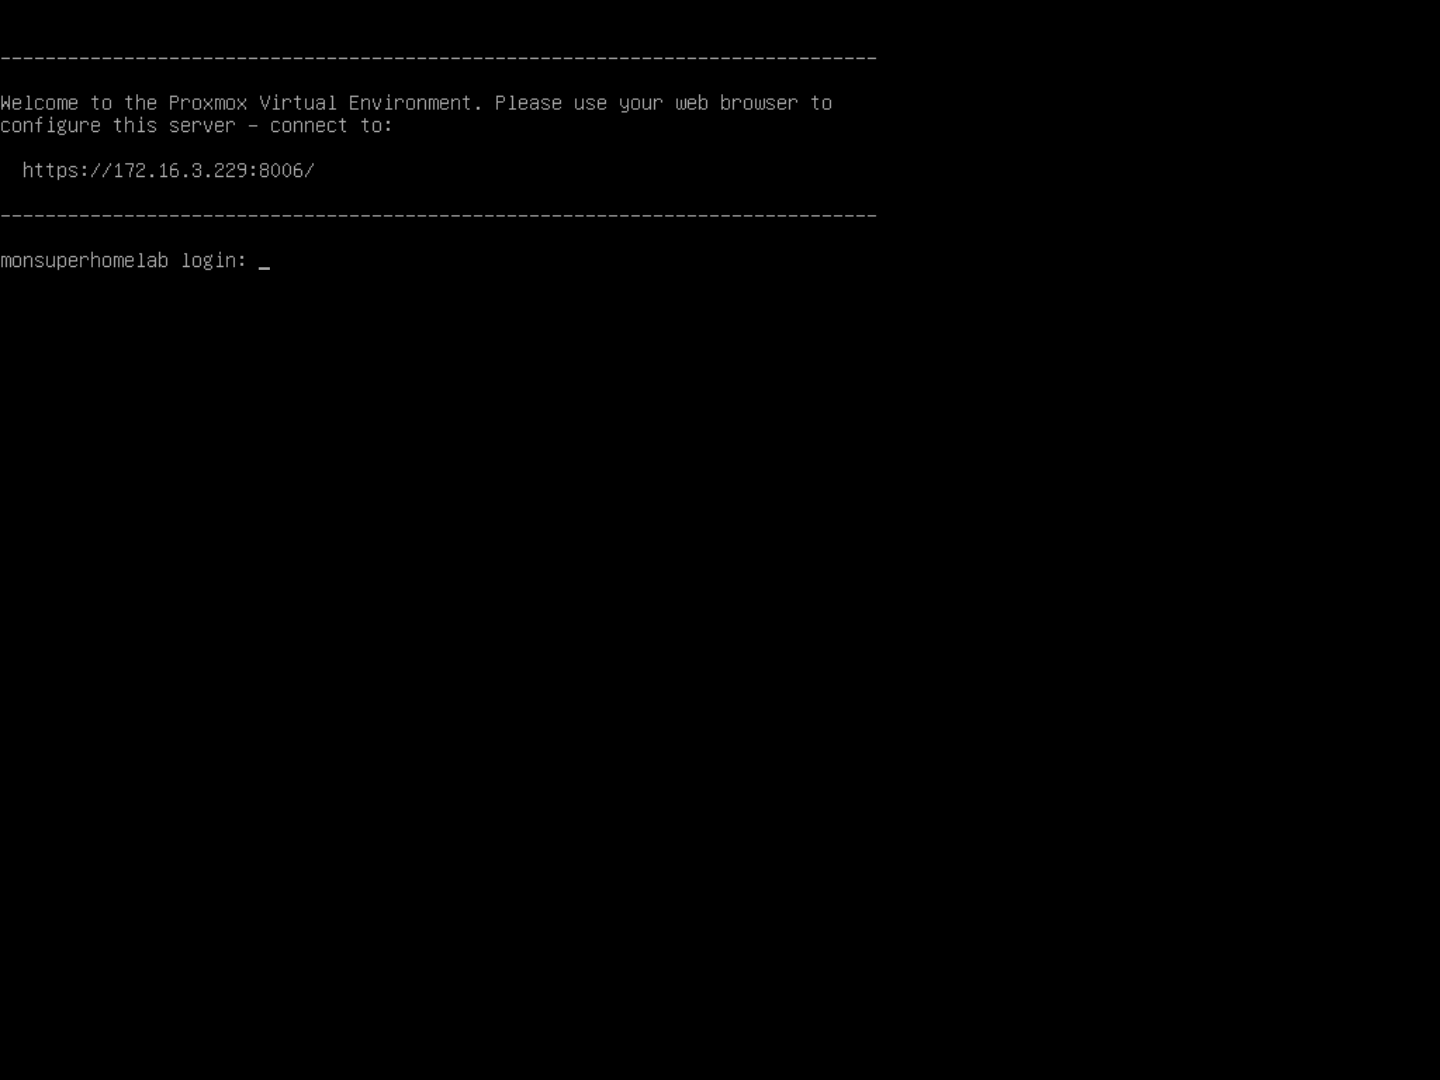 ------------------------------------------------------------------------------
Welcome to the Proxmox Virtual Environment. Please use your web browser to
configure this server - connect to:
https://172.16.3.229:8006/
------------------------------------------------------------------------------
monsuperhomelab login: _